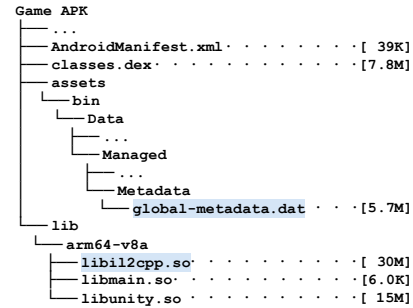 Game APK
...
AndroidManifest.xml· · · · · · · ·[ 39K]
classes.dex· · · · · · · · · · · ·[7.8M]
assets
bin
Data
...
Managed
...
Metadata
global-metadata.dat · · ·[5.7M]
lib
arm64-v8a
libil2cpp.so· · · · · · · · · ·[ 30M]
libmain.so· · · · · · · · · · ·[6.0K]
libunity.so · · · · · · · · · ·[ 15M]